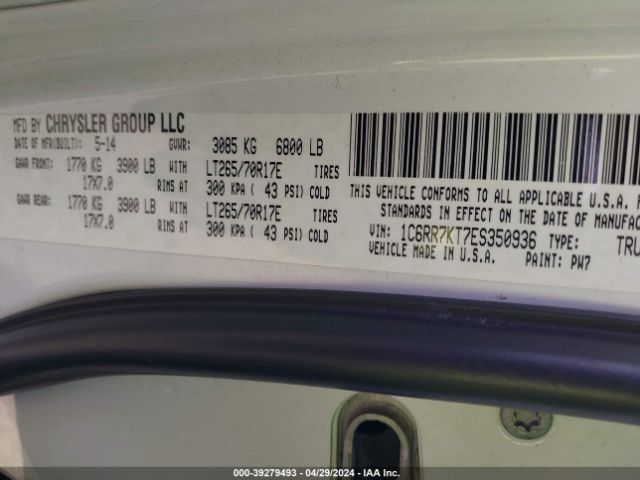 MFD BY CHRYSLER GROUP LLC
DATE OF MFR(BUILT): 5-14 GVWR: 3085 KG 6800 LB
GAWR FRONT: 1770 KG 3900 LB WITH LT265/70R17E TIRES
17X7.0 RIMS AT 300 KPA ( 43 PSI) COLD
GAWR REAR: 1770 KG 3900 LB WITH LT265/70R17E TIRES
17X7.0 RIMS AT 300 KPA ( 43 PSI) COLD
THIS VEHICLE CONFORMS TO ALL APPLICABLE U.S.A.
STANDARDS IN EFFECT ON THE DATE OF MANUFAC
VIN: 1C6RR7KT7ES350936 TYPE: TRU
VEHICLE MADE IN U.S.A. PAINT: PW7
000-39279493 - 04/29/2024 - IAA Inc.